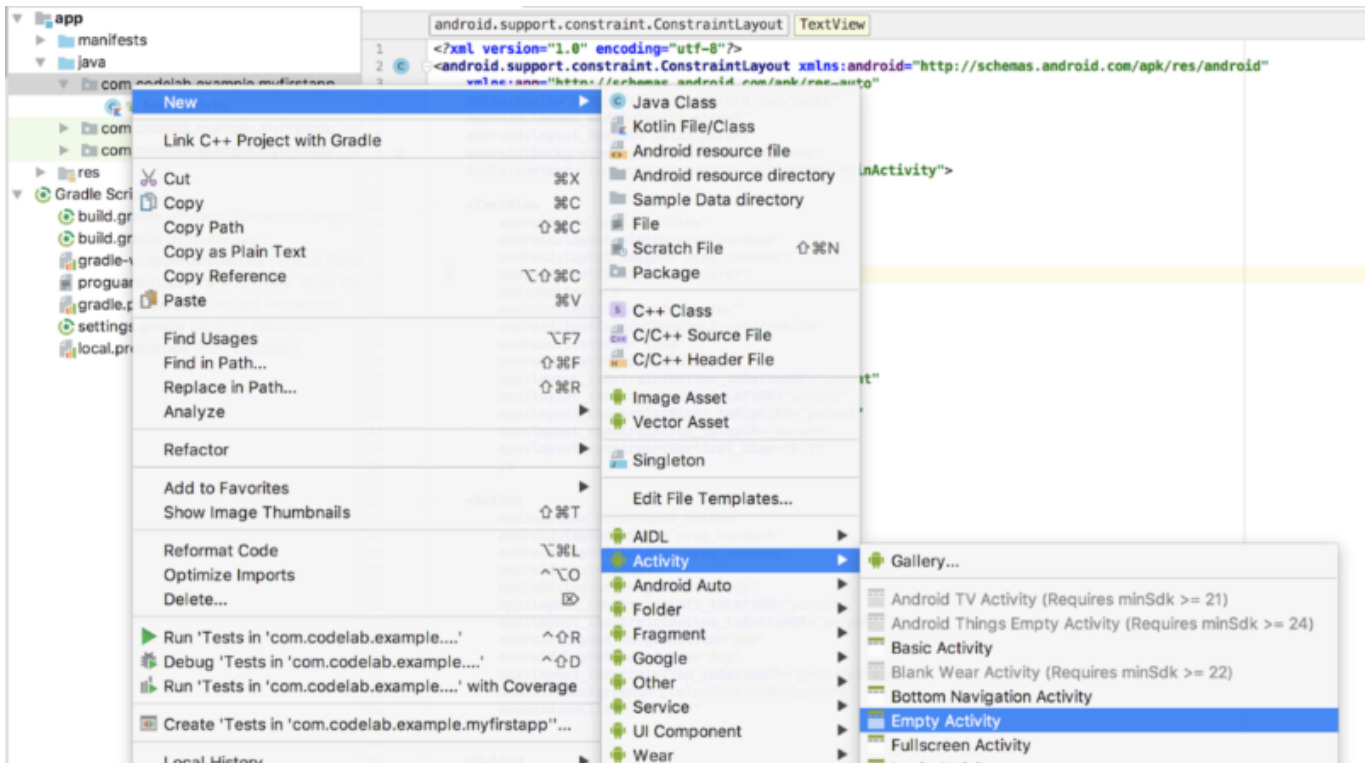 app
manifests
java
com.codelab.example.myfirstapp
com
com
res
Gradle Scri
build.gr
build.gr
gradle-
proguar
gradle.p
settings
local.pr
android.support.constraint.ConstraintLayout TextView
1 <?xml version="1.0" encoding="utf-8"?>
2 <android.support.constraint.ConstraintLayout xmlns:android="http://schemas.android.com/apk/res/android"
xmlns:app="http://schemas.android.com/apk/res-auto"
inActivity">
nt"
New
Link C++ Project with Gradle
Cut ⌘X
Copy ⌘C
Copy Path ⇧⌘C
Copy as Plain Text
Copy Reference ⌥⇧⌘C
Paste ⌘V
Find Usages ⌥F7
Find in Path... ⇧⌘F
Replace in Path... ⇧⌘R
Analyze
Refactor
Add to Favorites
Show Image Thumbnails ⇧⌘T
Reformat Code ⌥⌘L
Optimize Imports ^⌥O
Delete... ⌦
Run 'Tests in 'com.codelab.example....' ^⇧R
Debug 'Tests in 'com.codelab.example....' ^⇧D
Run 'Tests in 'com.codelab.example....' with Coverage
Create 'Tests in 'com.codelab.example.myfirstapp''...
Local History
Java Class
Kotlin File/Class
Android resource file
Android resource directory
Sample Data directory
File
Scratch File ⇧⌘N
Package
C++ Class
C/C++ Source File
C/C++ Header File
Image Asset
Vector Asset
Singleton
Edit File Templates...
AIDL
Activity
Android Auto
Folder
Fragment
Google
Other
Service
UI Component
Wear
Gallery...
Android TV Activity (Requires minSdk >= 21)
Android Things Empty Activity (Requires minSdk >= 24)
Basic Activity
Blank Wear Activity (Requires minSdk >= 22)
Bottom Navigation Activity
Empty Activity
Fullscreen Activity